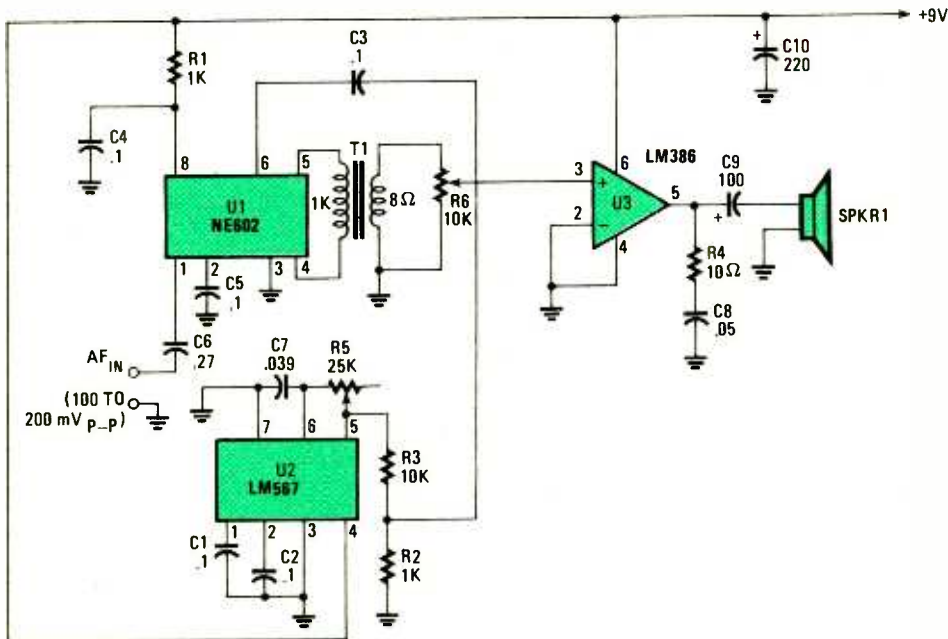 +9V
R1
1K
C3
.1
+
C10
220
C4
.1
8
6
5
T1
1K
8Ω
R6
10K
U1
NE602
1
2
3
4
C5
.1
C6
.27
AF IN
(100 TO
200 mV p–p)
3
+
2
–
6
LM386
U3
5
4
C9
100
+
SPKR1
R4
10Ω
C8
.05
C7
.039
R5
25K
7
6
5
U2
LM567
1
2
3
4
R3
10K
C1
.1
C2
.1
R2
1K